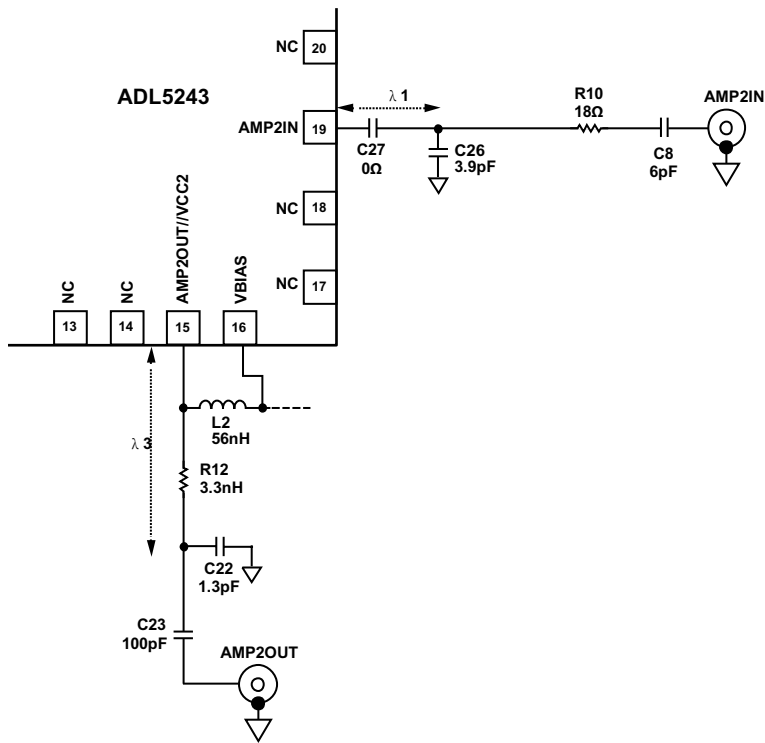 NC
20
ADL5243
λ 1
R10
18Ω
AMP2IN
AMP2IN
19
C27
0Ω
C26
3.9pF
C8
6pF
NC
18
NC
17
NC
NC
AMP2OUT//VCC2
VBIAS
13
14
15
16
L2
56nH
λ 3
R12
3.3nH
C22
1.3pF
C23
100pF
AMP2OUT